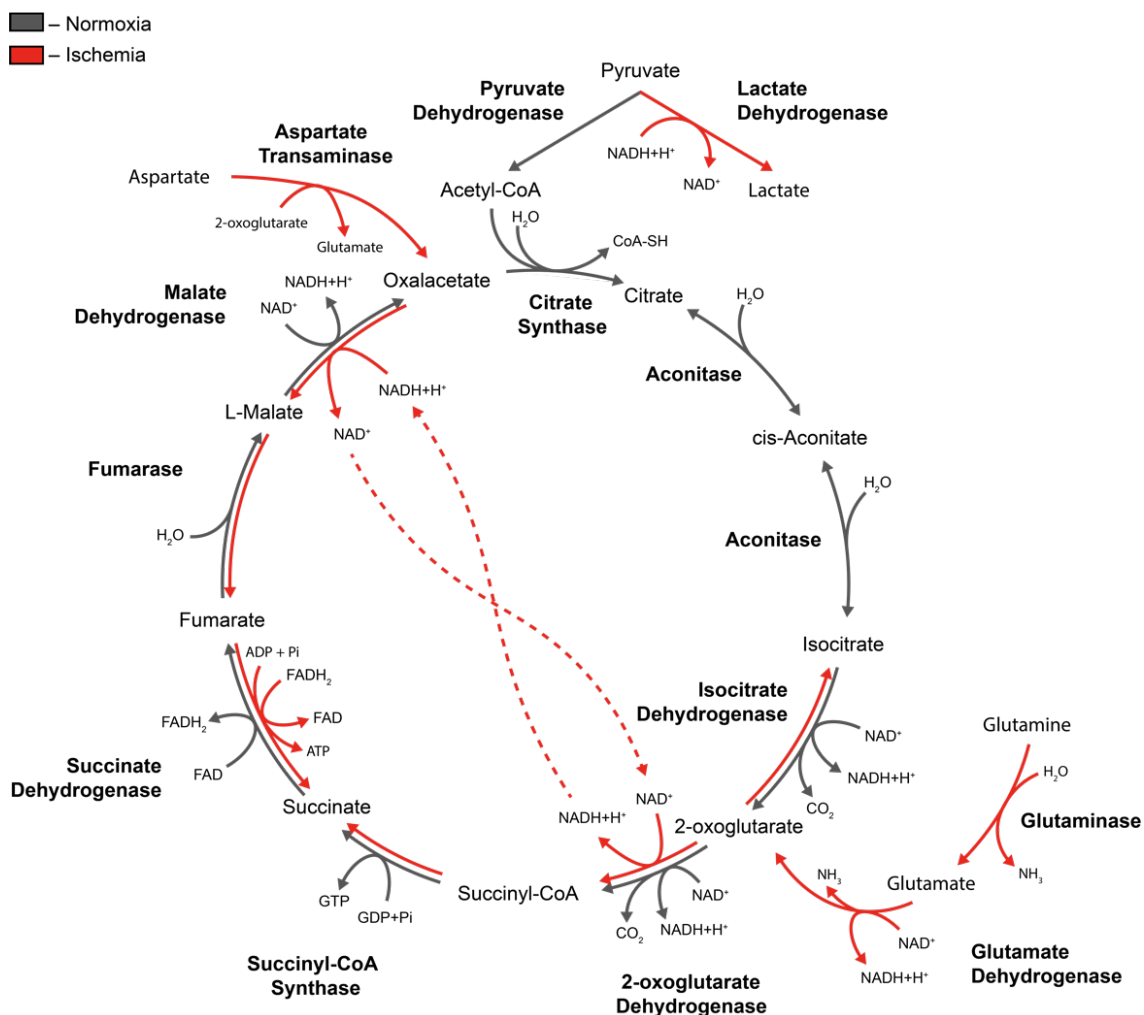 – Normoxia
– Ischemia
Pyruvate
Pyruvate
Dehydrogenase
Lactate
Dehydrogenase
NADH+H⁺
NAD⁺
Lactate
Aspartate
Transaminase
Aspartate
2-oxoglutarate
Glutamate
Acetyl-CoA
H₂O
CoA-SH
Oxalacetate
Citrate
Synthase
Citrate
H₂O
Aconitase
cis-Aconitate
H₂O
Aconitase
Malate
Dehydrogenase
NADH+H⁺
NAD⁺
NADH+H⁺
NAD⁺
L-Malate
Fumarase
H₂O
Fumarate
ADP + Pi
FADH₂
FAD
ATP
FADH₂
FAD
Succinate
Dehydrogenase
Succinate
Isocitrate
Isocitrate
Dehydrogenase
NAD⁺
NADH+H⁺
CO₂
Glutamine
H₂O
Glutaminase
NH₃
Glutamate
NH₃
NAD⁺
NADH+H⁺
Glutamate
Dehydrogenase
2-oxoglutarate
NAD⁺
NADH+H⁺
NAD⁺
NADH+H⁺
CO₂
2-oxoglutarate
Dehydrogenase
Succinyl-CoA
GTP
GDP+Pi
Succinyl-CoA
Synthase